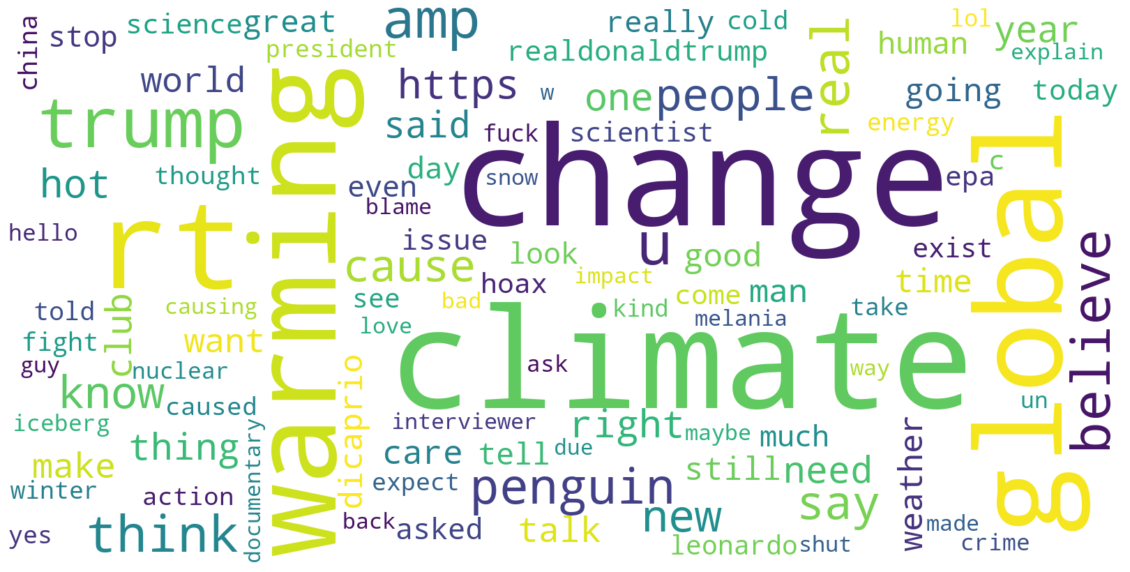 china
stop
science
great
president
amp
really
cold
lol
year
explain
world
https
realdonaldtrump
real
human
trump
said
w
one
people
going
today
energy
warming
fuck
scientist
hot
thought
even
day
snow
change
epa
c
global
blame
hello
rt
issue
look
u
good
exist
believe
cause
hoax
impact
time
told
club
causing
see
bad
kind
come
man
take
love
melania
fight
want
climate
guy
nuclear
ask
way
know
dicaprio
caused
un
iceberg
documentary
interviewer
right
maybe
much
weather
thing
care
tell
due
make
still
need
winter
action
expect
penguin
say
yes
think
back
asked
talk
new
made
leonardo
shut
crime